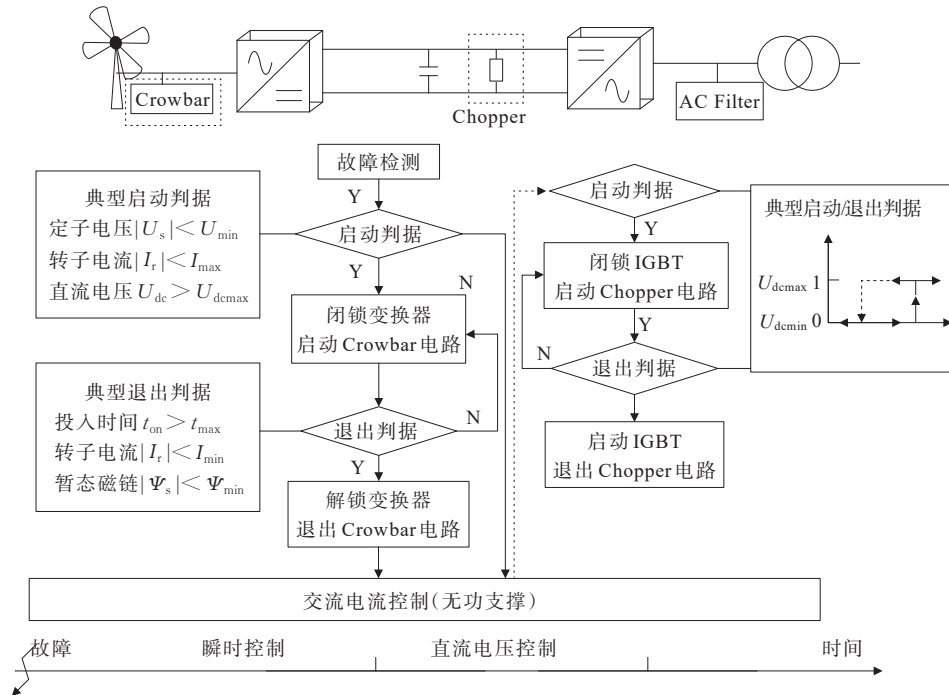 Crowbar
Chopper
AC Filter
故障检测
Y
典型启动判据
定子电压|Us|＜Umin
转子电流|Ir|＜Imax
直流电压Udc＞Udcmax
启动判据
Y
N
闭锁变换器
启动Crowbar电路
典型退出判据
投入时间ton＞tmax
转子电流|Ir|＜Imin
暂态磁链|Ψs|＜Ψmin
退出判据
N
Y
解锁变换器
退出Crowbar电路
启动判据
Y
闭锁IGBT
启动Chopper电路
Y
N
退出判据
启动IGBT
退出Chopper电路
典型启动/退出判据
Udcmax 1
Udcmin 0
交流电流控制(无功支撑)
故障
瞬时控制
直流电压控制
时间